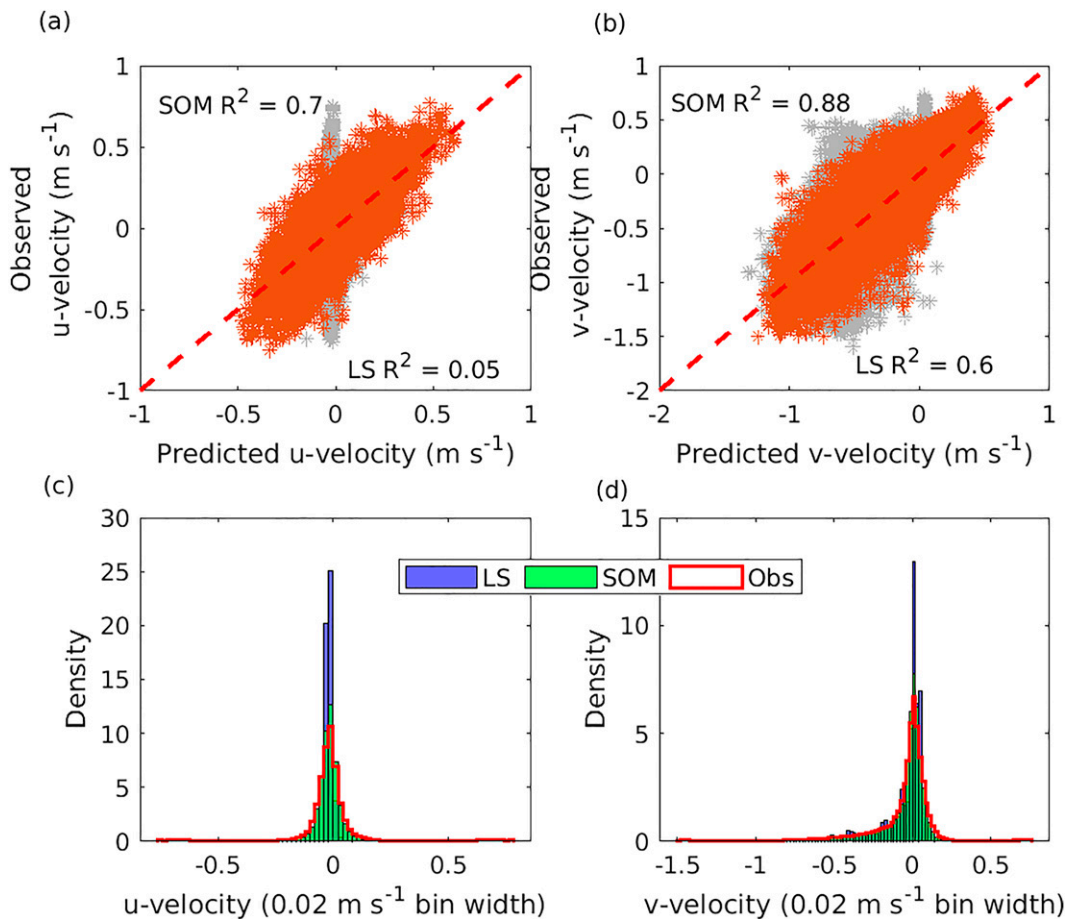 (a)
SOM R² = 0.7
LS R² = 0.05
Observed
u-velocity (m s⁻¹)
1
0.5
0
-0.5
-1
-1 -0.5 0 0.5 1
Predicted u-velocity (m s⁻¹)
(b)
SOM R² = 0.88
LS R² = 0.6
Observed
v-velocity (m s⁻¹)
1
0.5
0
-0.5
-1
-1.5
-2
-2 -1 0 1
Predicted v-velocity (m s⁻¹)
(c)
30
25
20
15
10
5
0
Density
-0.5 0 0.5
u-velocity (0.02 m s⁻¹ bin width)
LS SOM Obs
(d)
15
10
5
0
Density
-1.5 -1 -0.5 0 0.5
v-velocity (0.02 m s⁻¹ bin width)